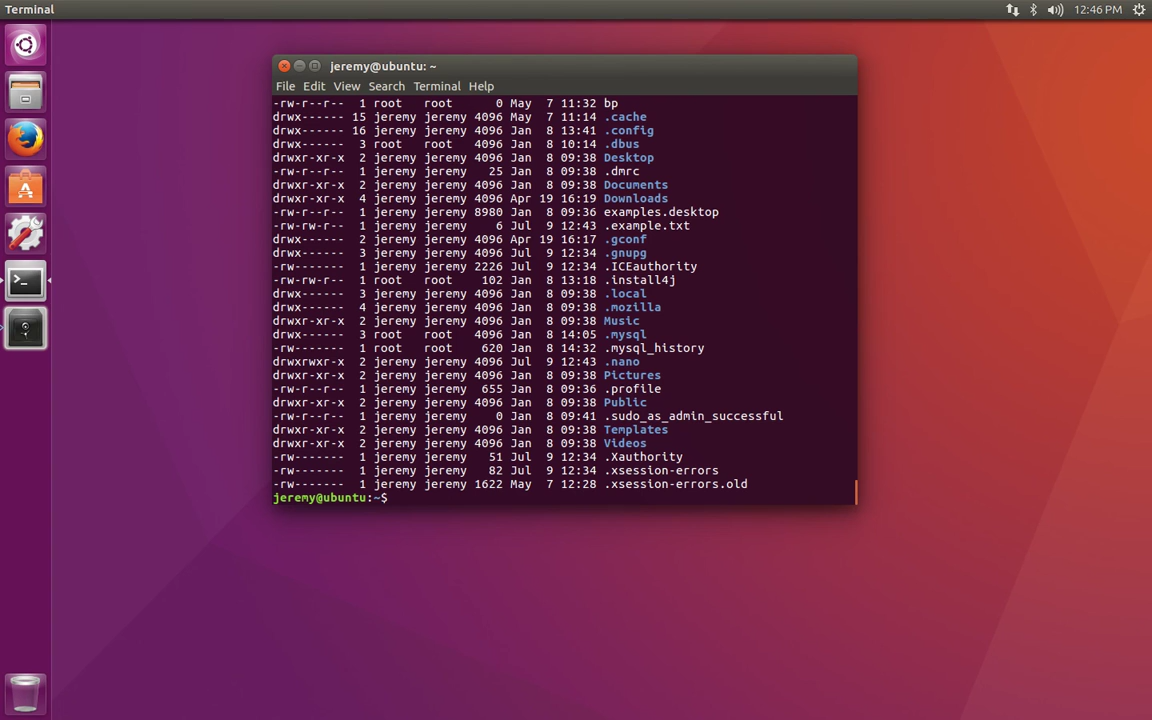 Terminal 12:46 PM
jeremy@ubuntu: ~
File Edit View Search Terminal Help
-rw-r--r-- 1 root root 0 May 7 11:32 bp
drwx------ 15 jeremy jeremy 4096 May 7 11:14 .cache
drwx------ 16 jeremy jeremy 4096 Jan 8 13:41 .config
drwx------ 3 root root 4096 Jan 8 10:14 .dbus
drwxr-xr-x 2 jeremy jeremy 4096 Jan 8 09:38 Desktop
-rw-r--r-- 1 jeremy jeremy 25 Jan 8 09:38 .dmrc
drwxr-xr-x 2 jeremy jeremy 4096 Jan 8 09:38 Documents
drwxr-xr-x 4 jeremy jeremy 4096 Apr 19 16:19 Downloads
-rw-r--r-- 1 jeremy jeremy 8980 Jan 8 09:36 examples.desktop
-rw-rw-r-- 1 jeremy jeremy 6 Jul 9 12:43 .example.txt
drwx------ 2 jeremy jeremy 4096 Apr 19 16:17 .gconf
drwx------ 3 jeremy jeremy 4096 Jul 9 12:34 .gnupg
-rw------- 1 jeremy jeremy 2226 Jul 9 12:34 .ICEauthority
-rw-rw-r-- 1 root root 102 Jan 8 13:18 .install4j
drwx------ 3 jeremy jeremy 4096 Jan 8 09:38 .local
drwx------ 4 jeremy jeremy 4096 Jan 8 09:38 .mozilla
drwxr-xr-x 2 jeremy jeremy 4096 Jan 8 09:38 Music
drwx------ 3 root root 4096 Jan 8 14:05 .mysql
-rw------- 1 root root 620 Jan 8 14:32 .mysql_history
drwxrwxr-x 2 jeremy jeremy 4096 Jul 9 12:43 .nano
drwxr-xr-x 2 jeremy jeremy 4096 Jan 8 09:38 Pictures
-rw-r--r-- 1 jeremy jeremy 655 Jan 8 09:36 .profile
drwxr-xr-x 2 jeremy jeremy 4096 Jan 8 09:38 Public
-rw-r--r-- 1 jeremy jeremy 0 Jan 8 09:41 .sudo_as_admin_successful
drwxr-xr-x 2 jeremy jeremy 4096 Jan 8 09:38 Templates
drwxr-xr-x 2 jeremy jeremy 4096 Jan 8 09:38 Videos
-rw------- 1 jeremy jeremy 51 Jul 9 12:34 .Xauthority
-rw------- 1 jeremy jeremy 82 Jul 9 12:34 .xsession-errors
-rw------- 1 jeremy jeremy 1622 May 7 12:28 .xsession-errors.old
jeremy@ubuntu:~$